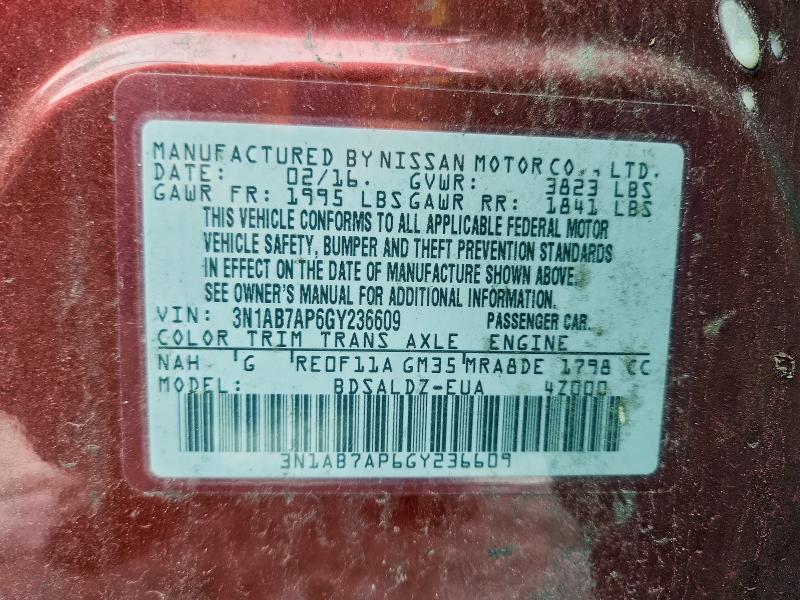 MANUFACTURED BY NISSAN MOTOR CO., LTD.
DATE: 02/16. GVWR: 3823 LBS
GAWR FR: 1995 LBS GAWR RR: 1841 LBS
THIS VEHICLE CONFORMS TO ALL APPLICABLE FEDERAL MOTOR
VEHICLE SAFETY, BUMPER AND THEFT PREVENTION STANDARDS
IN EFFECT ON THE DATE OF MANUFACTURE SHOWN ABOVE.
SEE OWNER'S MANUAL FOR ADDITIONAL INFORMATION.
VIN: 3N1AB7AP6GY236609 PASSENGER CAR.
COLOR TRIM TRANS AXLE ENGINE
NAH G RE0F11A GM35 MRA8DE 1798 CC
MODEL: BDSALDZ-EUA 4Z000
3N1AB7AP6GY236609